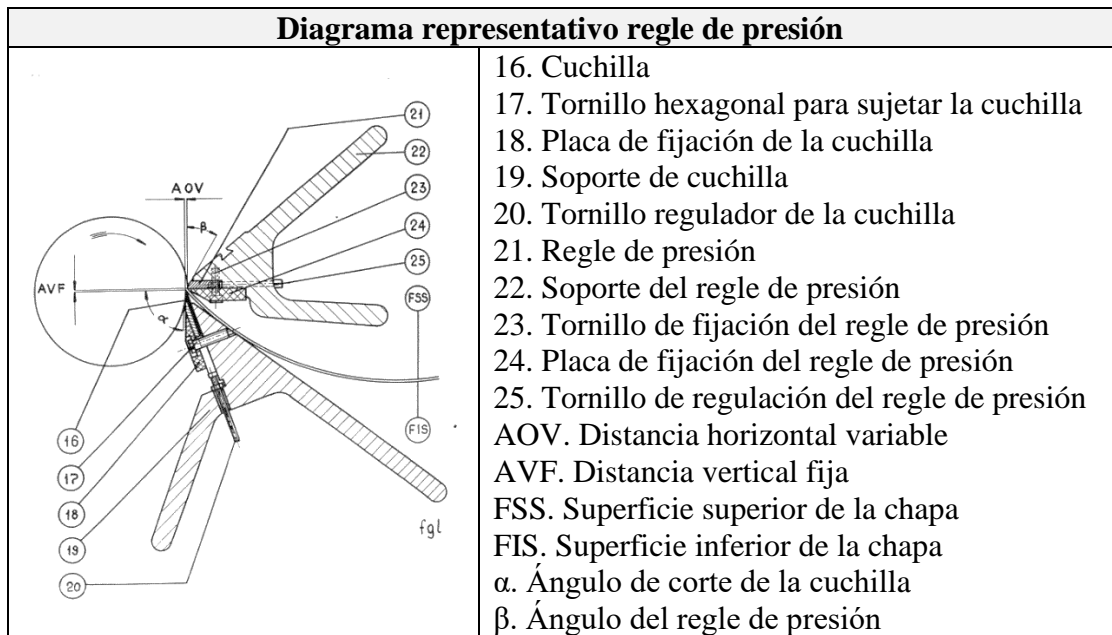 Diagrama representativo regle de presión
21
22
AOV
23
β
24
25
AVF
FSS
α
16
FIS
17
18
fgl
19
20
16. Cuchilla
17. Tornillo hexagonal para sujetar la cuchilla
18. Placa de fijación de la cuchilla
19. Soporte de cuchilla
20. Tornillo regulador de la cuchilla
21. Regle de presión
22. Soporte del regle de presión
23. Tornillo de fijación del regle de presión
24. Placa de fijación del regle de presión
25. Tornillo de regulación del regle de presión
AOV. Distancia horizontal variable
AVF. Distancia vertical fija
FSS. Superficie superior de la chapa
FIS. Superficie inferior de la chapa
α. Ángulo de corte de la cuchilla
β. Ángulo del regle de presión